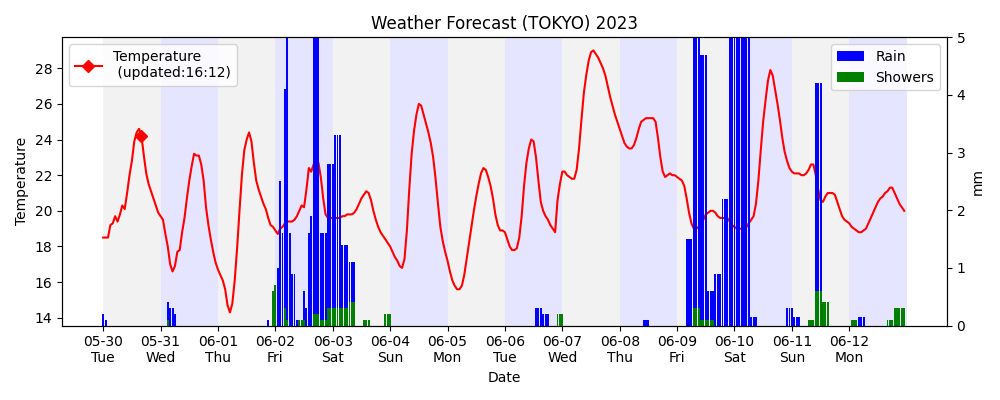 Weather Forecast (TOKYO) 2023
Temperature
(updated:16:12)
Rain
Showers
Temperature
28
26
24
22
20
18
16
14
5
4
3
2
1
0
mm
05-30 05-31 06-01 06-02 06-03 06-04 06-05 06-06 06-07 06-08 06-09 06-10 06-11 06-12
Tue Wed Thu Fri Sat Sun Mon Tue Wed Thu Fri Sat Sun Mon
Date